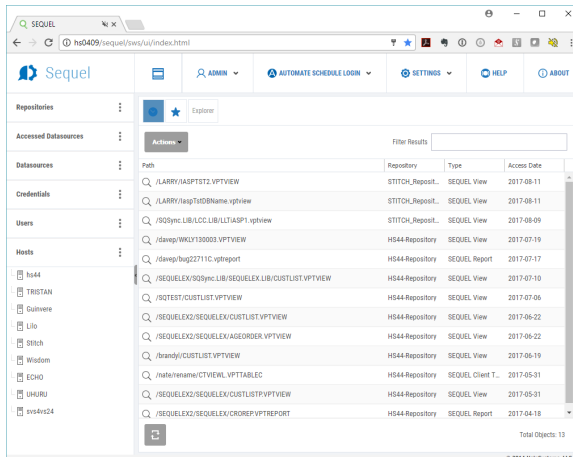 SEQUEL
hs0409/sequel/sws/ui/index.html
Sequel
ADMIN
AUTOMATE SCHEDULE LOGIN
SETTINGS
HELP
ABOUT
Repositories
Accessed Datasources
Datasources
Credentials
Users
Hosts
hs44
TRISTAN
Guinvere
Lilo
Stitch
Wisdom
ECHO
UHURU
svs4vs24
Explorer
Actions
Filter Results
Path Repository Type Access Date
/LARRY/IASPTST2.VPTVIEW STITCH_Reposit... SEQUEL View 2017-08-11
/LARRY/IaspTstDBName.vptview STITCH_Reposit... SEQUEL View 2017-08-11
/SQSync.LIB/LCC.LIB/LLTiASP1.vptview STITCH_Reposit... SEQUEL View 2017-08-09
/davep/WKLY130003.VPTVIEW HS44-Repository SEQUEL View 2017-07-19
/davep/bug22711C.vptreport HS44-Repository SEQUEL Report 2017-07-17
/SEQUELEX/SQSync.LIB/SEQUELEX.LIB/CUSTLIST.VPTVIEW HS44-Repository SEQUEL View 2017-07-10
/SQTEST/CUSTLIST.VPTVIEW HS44-Repository SEQUEL View 2017-07-06
/SEQUELEX2/SEQUELEX/CUSTLIST.VPTVIEW HS44-Repository SEQUEL View 2017-06-22
/SEQUELEX2/SEQUELEX/AGEORDER.VPTVIEW HS44-Repository SEQUEL View 2017-06-22
/brandyl/CUSTLIST.VPTVIEW HS44-Repository SEQUEL View 2017-06-19
/nate/rename/CTVIEWL.VPTTABLEC HS44-Repository SEQUEL Client T... 2017-05-31
/SEQUELEX2/SEQUELEX/CUSTLISTP.VPTVIEW HS44-Repository SEQUEL View 2017-05-31
/SEQUELEX2/SEQUELEX/CROREP.VPTREPORT HS44-Repository SEQUEL Report 2017-04-18
Total Objects: 13